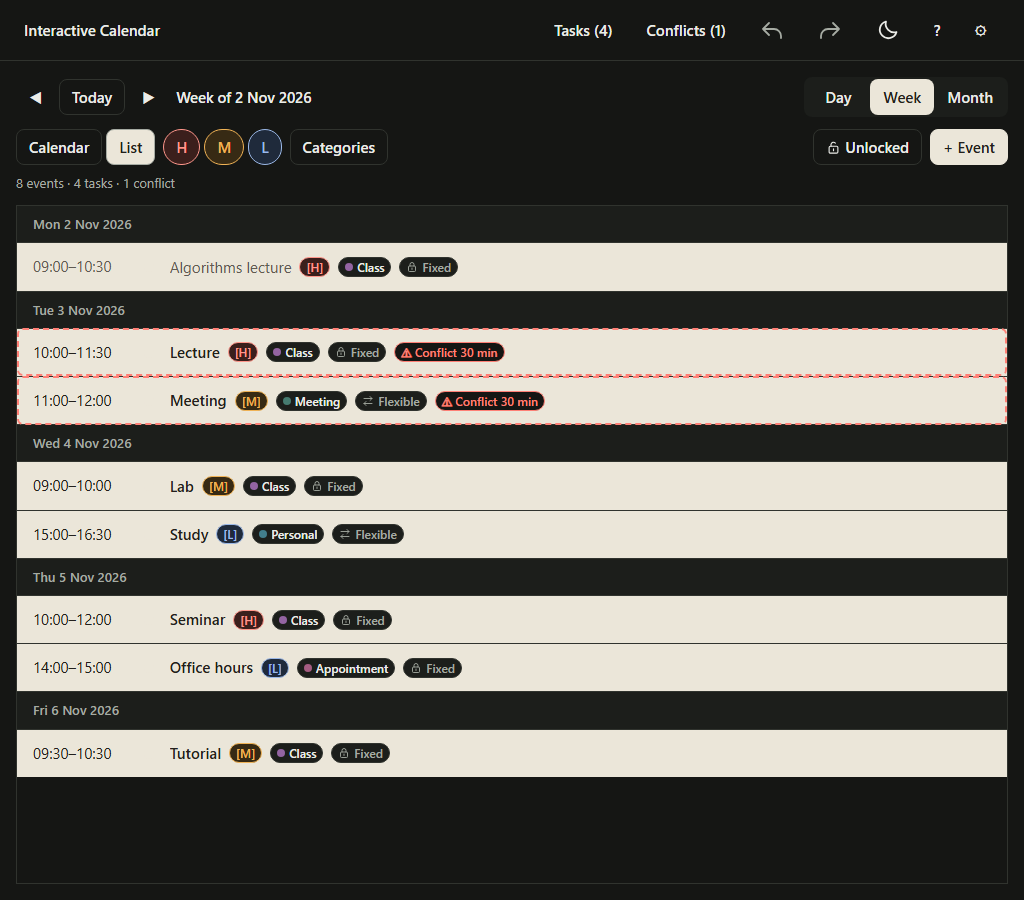 Interactive Calendar Tasks (4) Conflicts (1) ?
Today Week of 2 Nov 2026 Day Week Month
Calendar List H M L Categories Unlocked + Event
8 events · 4 tasks · 1 conflict
Mon 2 Nov 2026
09:00–10:30 Algorithms lecture [H] Class Fixed
Tue 3 Nov 2026
10:00–11:30 Lecture [H] Class Fixed Conflict 30 min
11:00–12:00 Meeting [M] Meeting Flexible Conflict 30 min
Wed 4 Nov 2026
09:00–10:00 Lab [M] Class Fixed
15:00–16:30 Study [L] Personal Flexible
Thu 5 Nov 2026
10:00–12:00 Seminar [H] Class Fixed
14:00–15:00 Office hours [L] Appointment Fixed
Fri 6 Nov 2026
09:30–10:30 Tutorial [M] Class Fixed